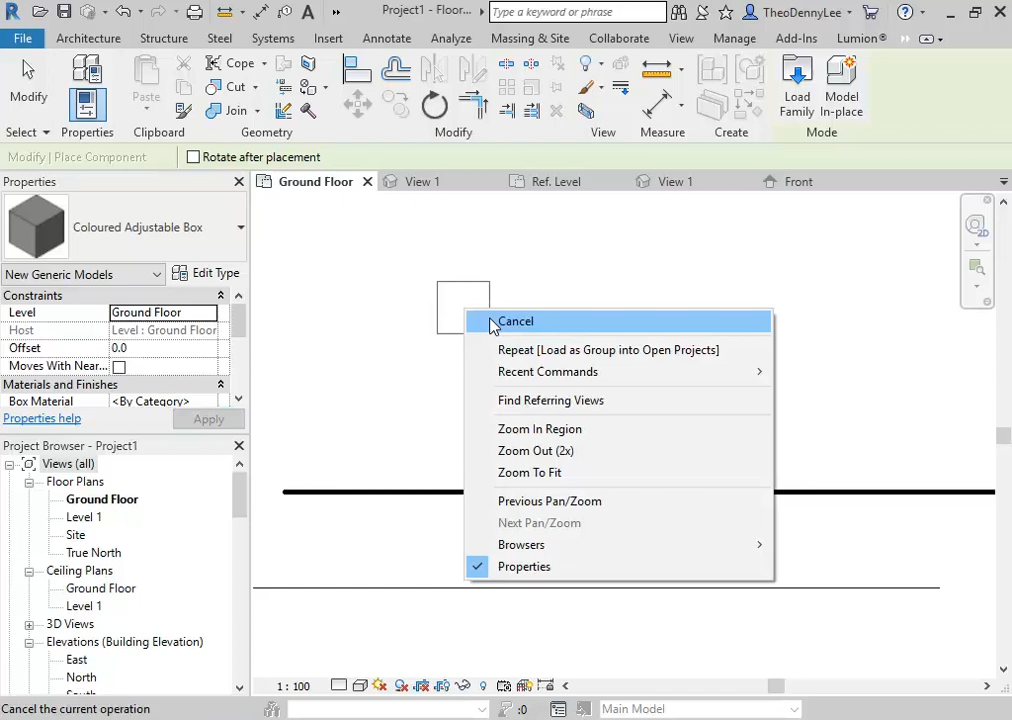 Project1 - Floor...
Type a keyword or phrase
TheoDennyLee
File
Architecture
Structure
Steel
Systems
Insert
Annotate
Analyze
Massing & Site
Collaborate
View
Manage
Add-Ins
Lumion®
Modify
Paste
Cope
Cut
Join
Load
Family
Model
In-place
Select
Properties
Clipboard
Geometry
Modify
View
Measure
Create
Mode
Modify | Place Component
Rotate after placement
Properties
Ground Floor
View 1
Ref. Level
View 1
Front
Coloured Adjustable Box
New Generic Models
Edit Type
Constraints
Level
Ground Floor
Host
Level : Ground Floor
Offset
0.0
Moves With Near...
Materials and Finishes
Box Material
<By Category>
Properties help
Apply
2D
Cancel
Repeat [Load as Group into Open Projects]
Recent Commands
Find Referring Views
Zoom In Region
Zoom Out (2x)
Zoom To Fit
Previous Pan/Zoom
Next Pan/Zoom
Browsers
Properties
Project Browser - Project1
Views (all)
Floor Plans
Ground Floor
Level 1
Site
True North
Ceiling Plans
Ground Floor
Level 1
3D Views
Elevations (Building Elevation)
East
North
1 : 100
Cancel the current operation
:0
Main Model